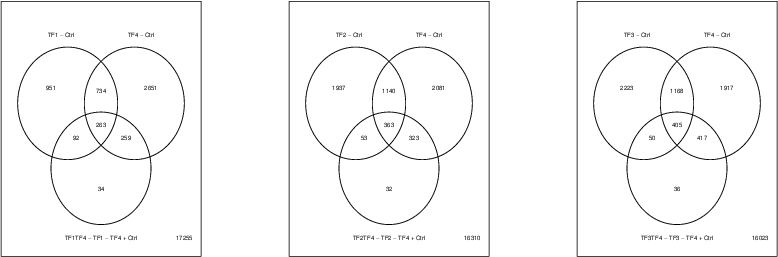 TF1 − Ctrl TF4 − Ctrl
951 734 2651
263
92 259
34
TF1TF4 − TF1 − TF4 + Ctrl 17255
TF2 − Ctrl TF4 − Ctrl
1937 1140 2081
363
53 323
32
TF2TF4 − TF2 − TF4 + Ctrl 16310
TF3 − Ctrl TF4 − Ctrl
2223 1168 1917
405
50 417
36
TF3TF4 − TF3 − TF4 + Ctrl 16023